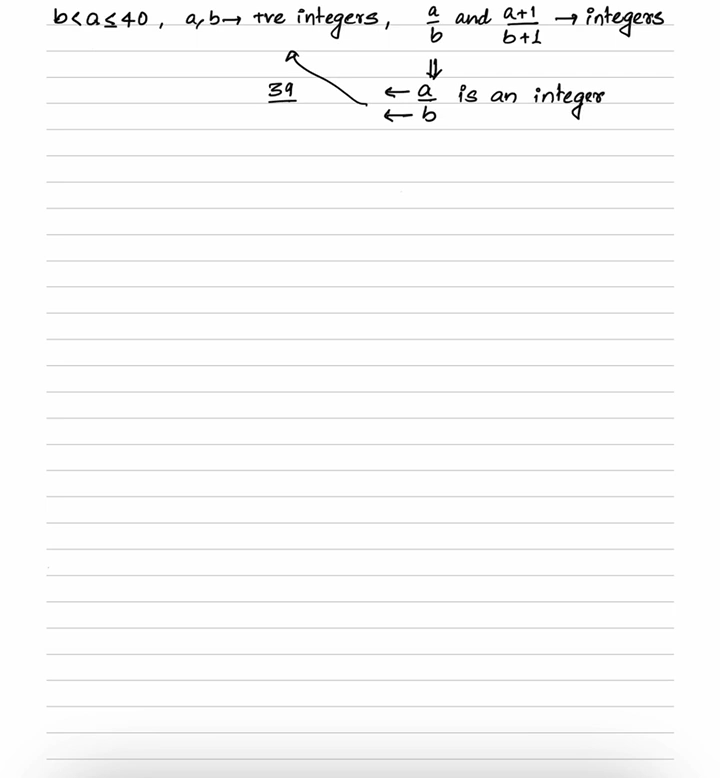 b<a≤40, a,b→ +ve integers, a/b and a+1/b+1 → integers
⇓
39 ← a/b is an integer
←